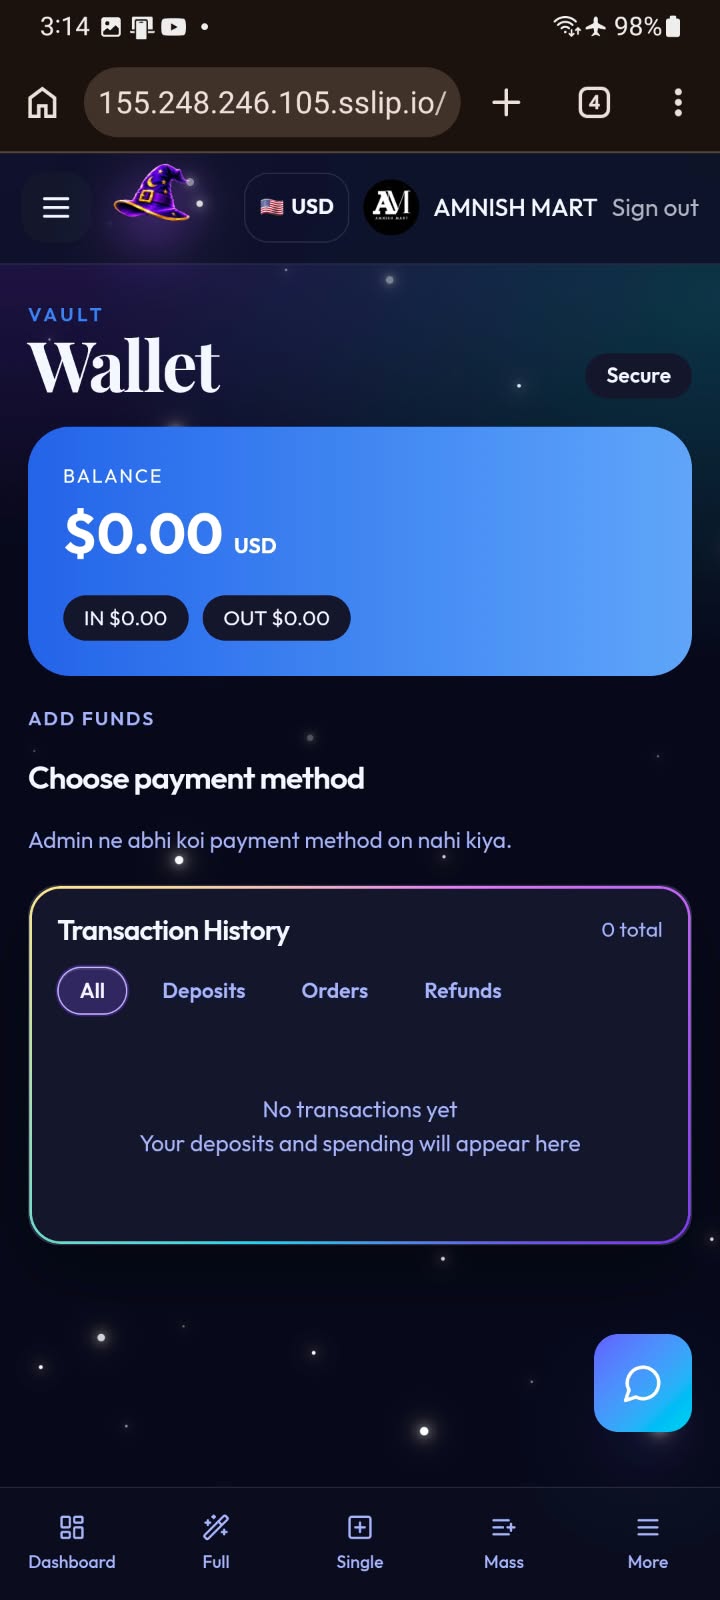 3:14
98%
155.248.246.105.sslip.io/
4
USD
AM
AMNISH MART
AMNISH MART
Sign out
VAULT
Wallet
Secure
BALANCE
$0.00 USD
IN $0.00
OUT $0.00
ADD FUNDS
Choose payment method
Admin ne abhi koi payment method on nahi kiya.
Transaction History
0 total
All
Deposits
Orders
Refunds
No transactions yet
Your deposits and spending will appear here
Dashboard
Full
Single
Mass
More